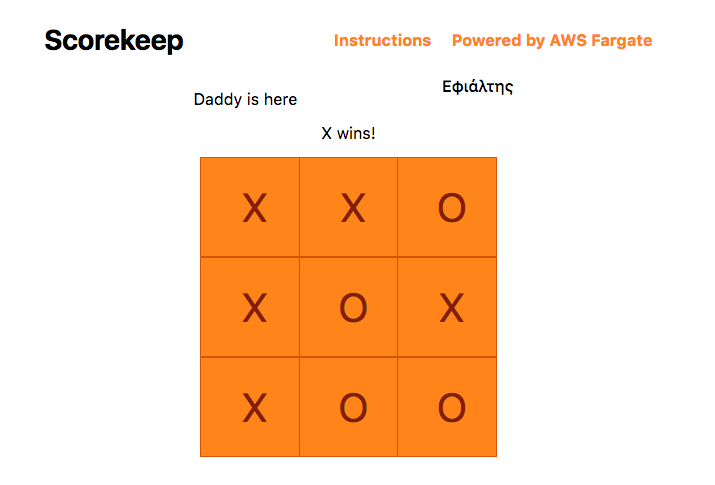 Scorekeep
Instructions Powered by AWS Fargate
Daddy is here
Εφιάλτης
X wins!
X X O
X O X
X O O